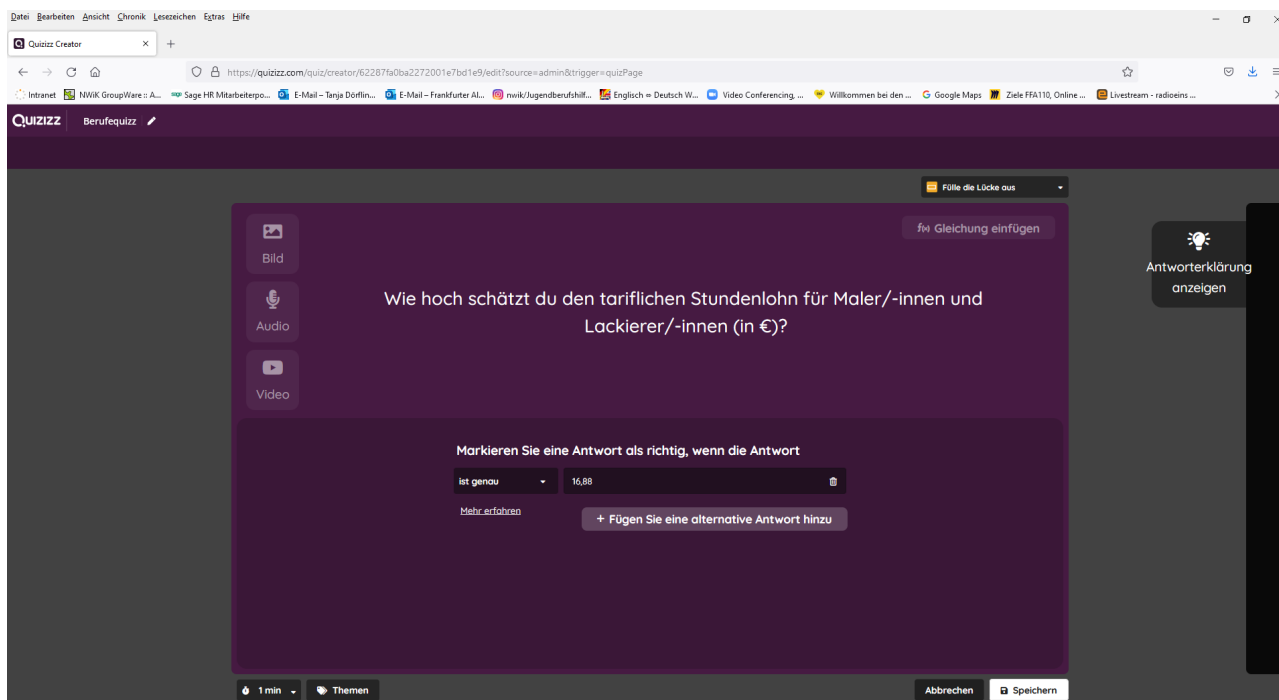 Datei Bearbeiten Ansicht Chronik Lesezeichen Extras Hilfe
Quizizz Creator
https://quizizz.com/quiz/creator/62287fa0ba2272001e7bd1e9/edit?source=admin&trigger=quizPage
Intranet NWiK GroupWare :: A... Sage HR Mitarbeiterpo... E-Mail – Tanja Dörflin... E-Mail – Frankfurter Al... nwik/Jugendberufshilf... Englisch ⇔ Deutsch W... Video Conferencing, ... Willkommen bei den ... Google Maps Ziele FFA110, Online ... Livestream - radioeins ...
Quizizz Berufequizz
Fülle die Lücke aus
f(x) Gleichung einfügen
Bild
Audio
Video
Wie hoch schätzt du den tariflichen Stundenlohn für Maler/-innen und
Lackierer/-innen (in €)?
Antworterklärung
anzeigen
Markieren Sie eine Antwort als richtig, wenn die Antwort
ist genau 16,88
Mehr erfahren
+ Fügen Sie eine alternative Antwort hinzu
1 min Themen Abbrechen Speichern